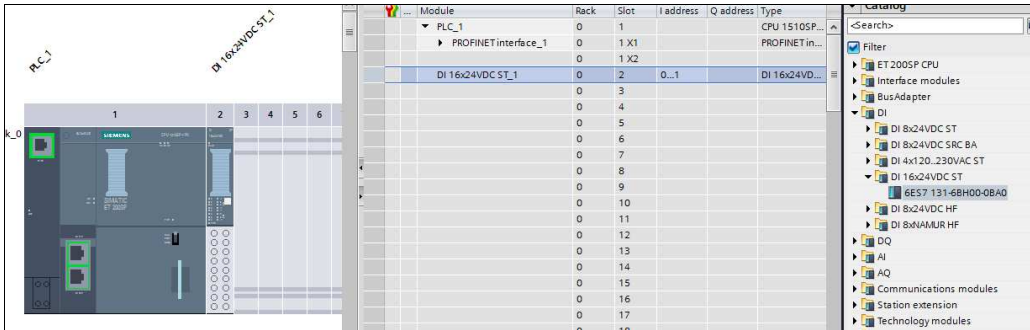 PLC_1
DI 16x24VDC ST_1
1 2 3 4 5 6
k_0
SIEMENS
SIMATIC
ET 200SP
... Module Rack Slot I address Q address Type
PLC_1 0 1 CPU 1510SP...
PROFINET interface_1 0 1 X1 PROFINET in...
0 1 X2
DI 16x24VDC ST_1 0 2 0...1 DI 16x24VD...
0 3
0 4
0 5
0 6
0 7
0 8
0 9
0 10
0 11
0 12
0 13
0 14
0 15
0 16
0 17
0 18
Catalog
<Search>
Filter
ET 200SP CPU
Interface modules
BusAdapter
DI
DI 8x24VDC ST
DI 8x24VDC SRC BA
DI 4x120..230VAC ST
DI 16x24VDC ST
6ES7 131-6BH00-0BA0
DI 8x24VDC HF
DI 8xNAMUR HF
DQ
AI
AQ
Communications modules
Station extension
Technology modules